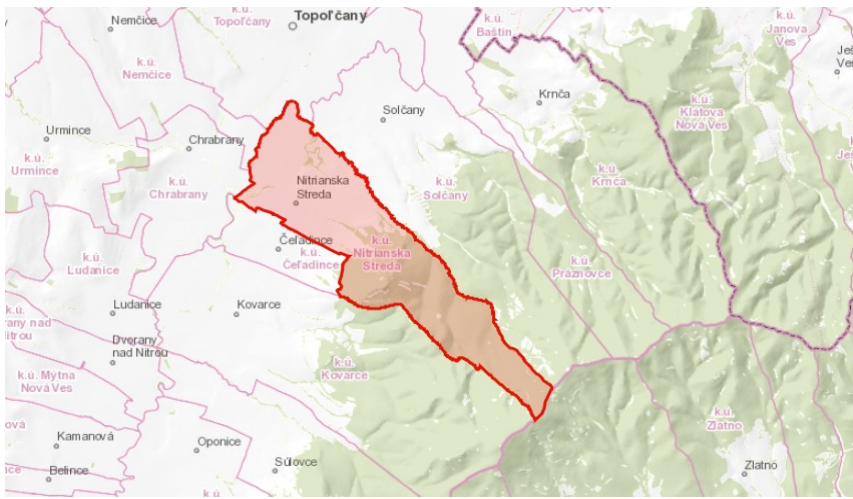 Nemčice
k.ú.
Topoľčany
Topoľčany
k.ú.
Baštín
k.ú.
Janova
Ves
k.ú.
Nemčice
Krnča
k.ú.
Klátova
Nová Ves
Solčany
Urmince
k.ú.
Urmince
Chrabrany
k.ú.
Chrabrany
Nitrianska
Streda
k.ú.
Solčany
k.ú.
Krnča
k.ú.
Ludanice
Čeľadince
k.ú.
Čeľadince
k.ú.
Nitrianska
Streda
k.ú.
Práznovce
Ludanice
Kovarce
Dvorany
nad Nitrou
k.ú. Mýtna
Nová Ves
k.ú.
Kovarce
k.ú.
Zlatno
Kamanová
Oponice
Belince
Súlovce
Zlatno